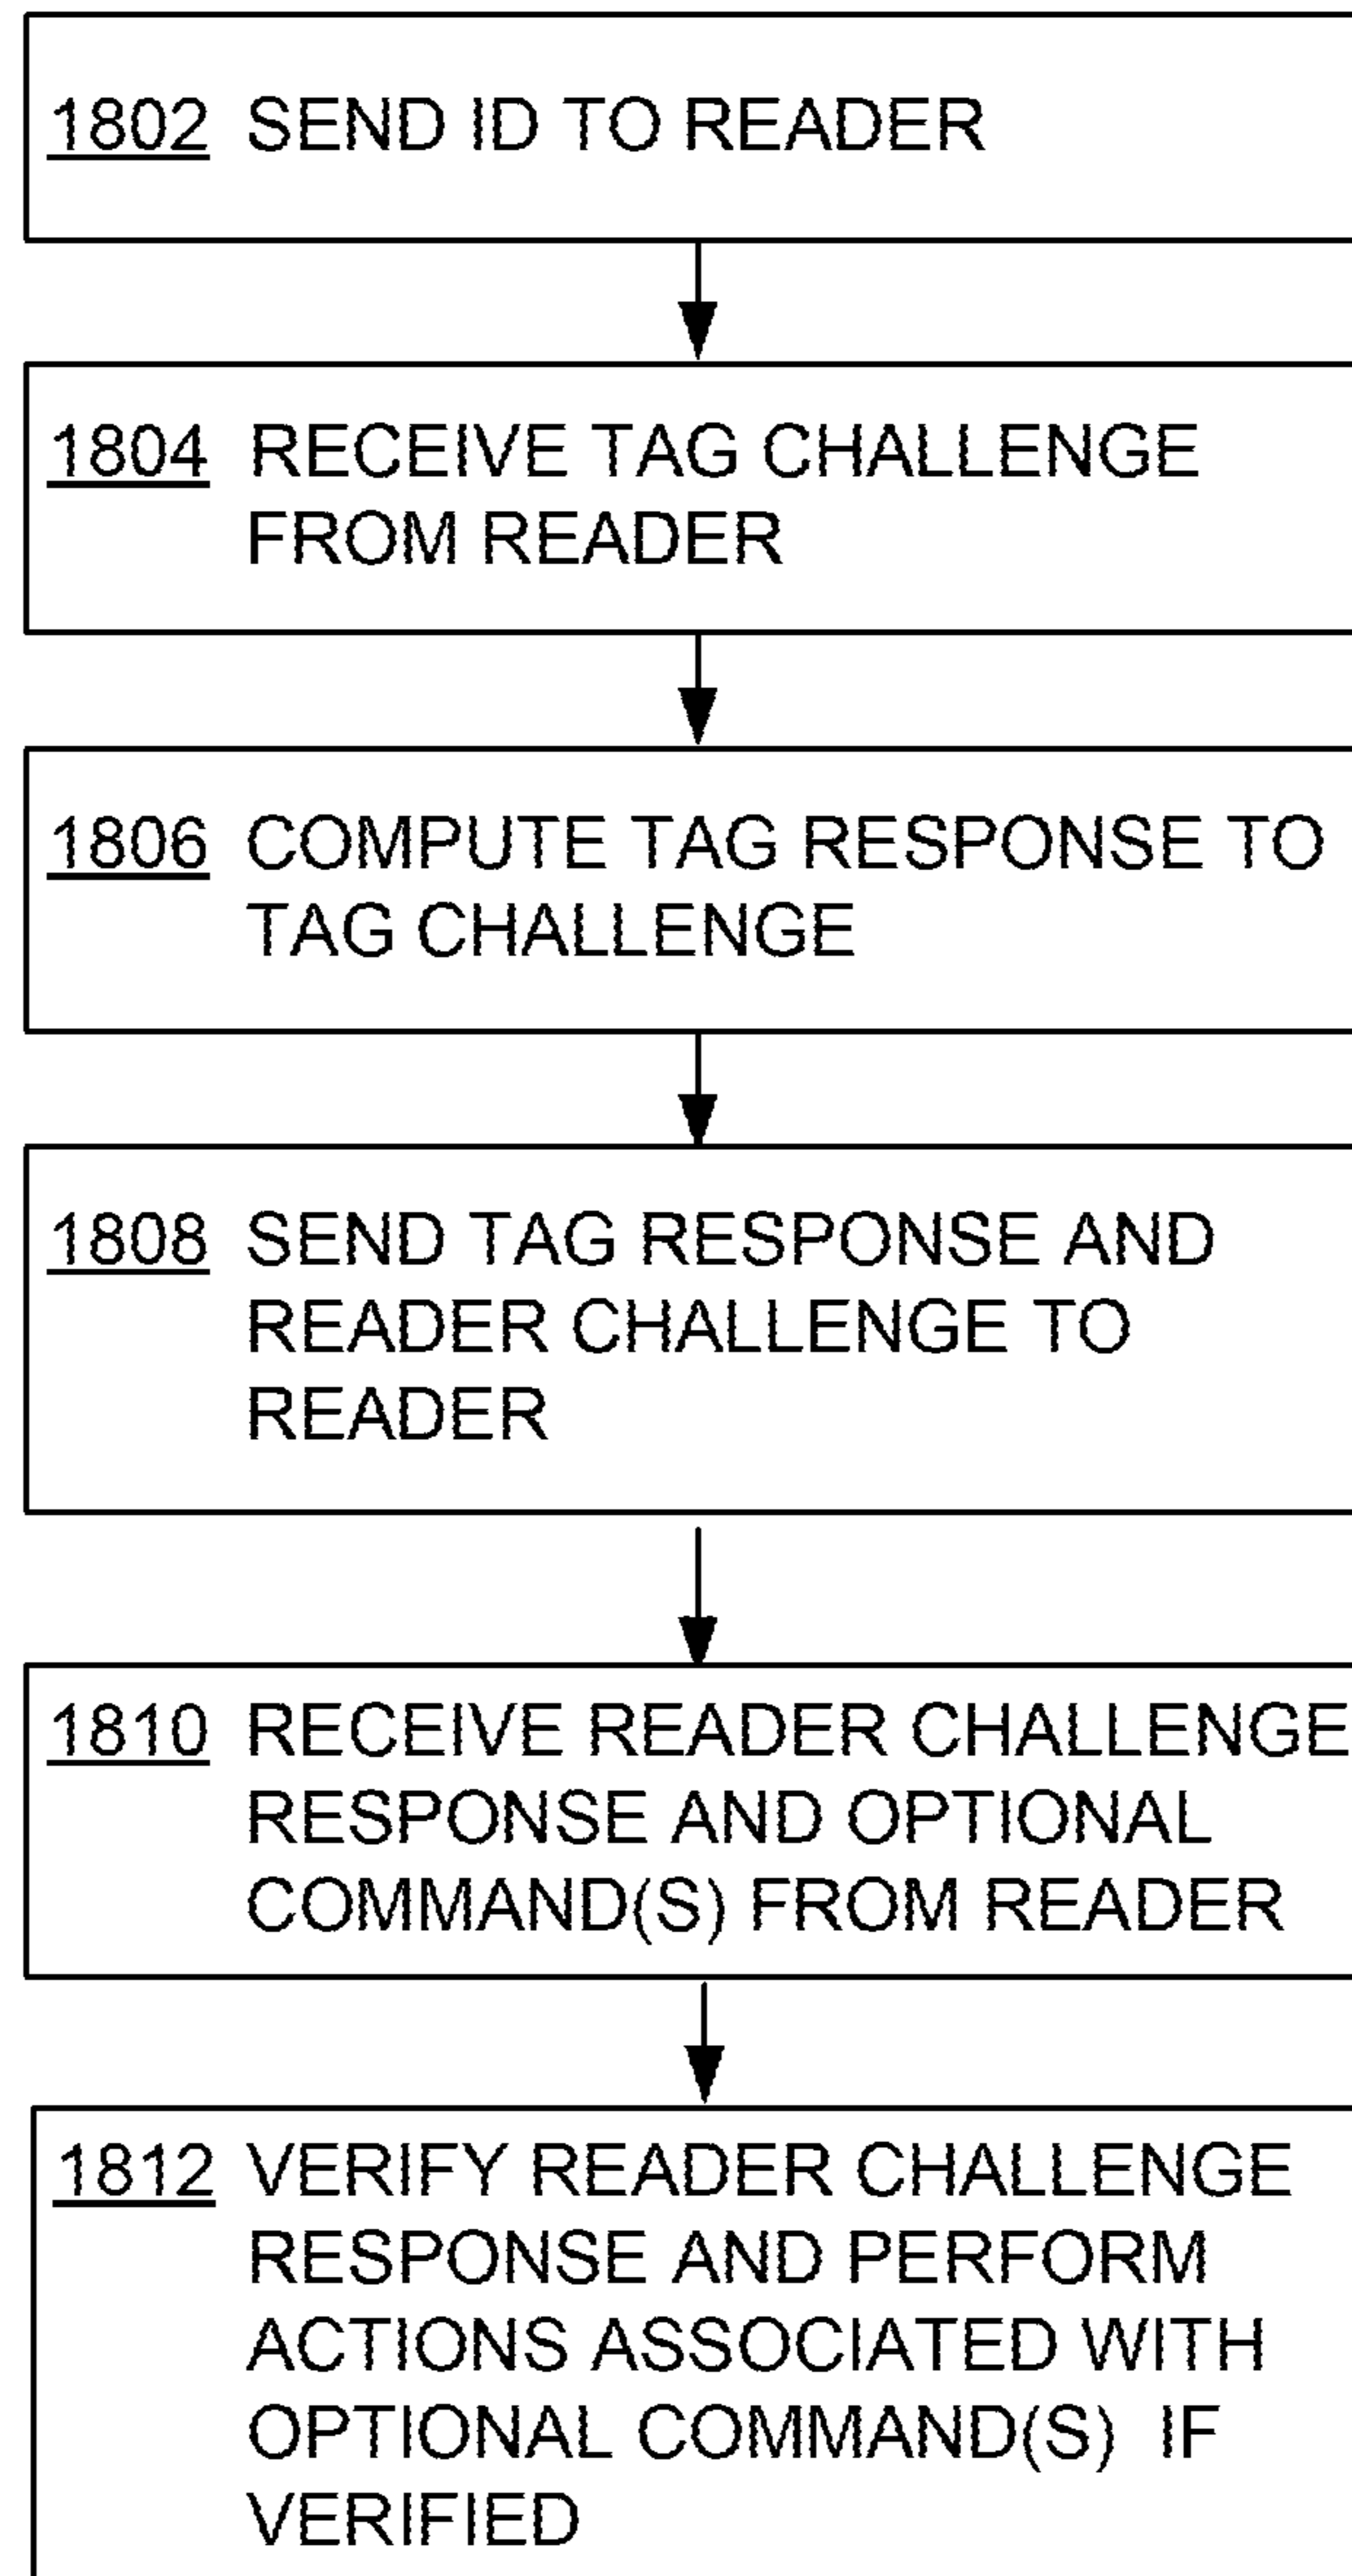 1802 SEND ID TO READER
1804 RECEIVE TAG CHALLENGE
FROM READER
1806 COMPUTE TAG RESPONSE TO
TAG CHALLENGE
1808 SEND TAG RESPONSE AND
READER CHALLENGE TO
READER
1810 RECEIVE READER CHALLENGE
RESPONSE AND OPTIONAL
COMMAND(S) FROM READER
1812 VERIFY READER CHALLENGE
RESPONSE AND PERFORM
ACTIONS ASSOCIATED WITH
OPTIONAL COMMAND(S) IF
VERIFIED